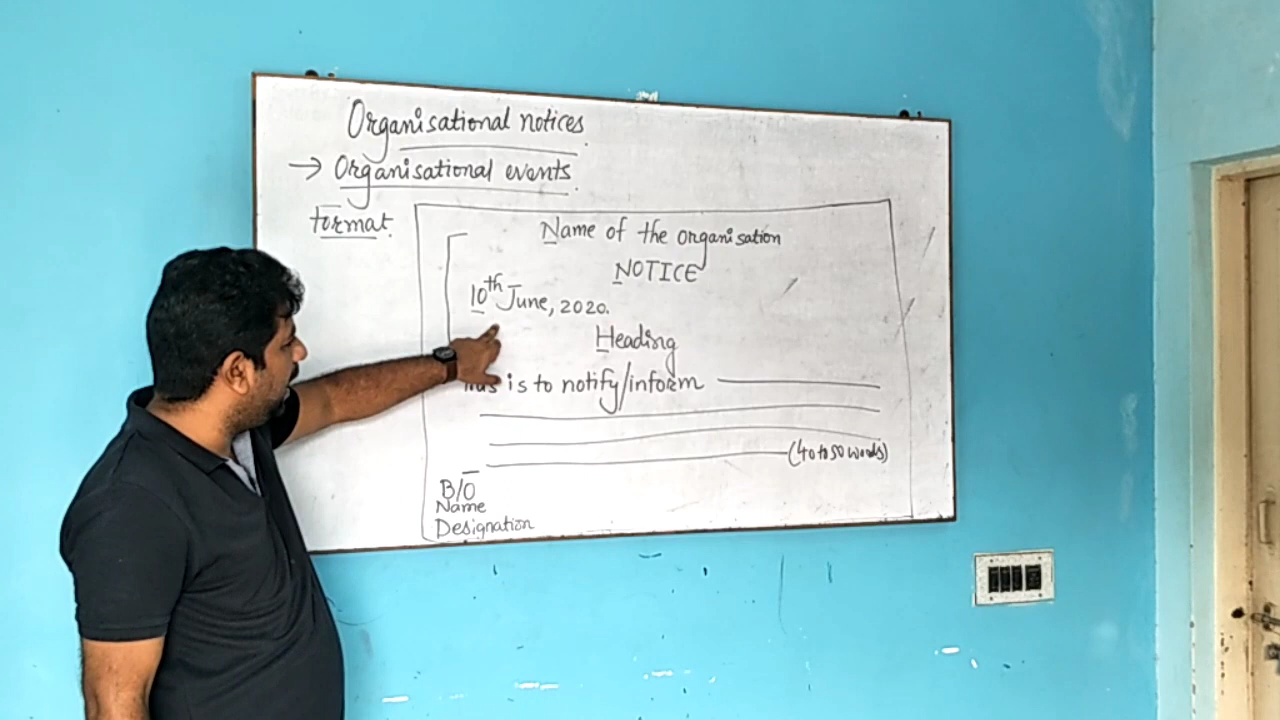 Organisational notices
→ Organisational events.
format.
Name of the organisation
NOTICE
10th June, 2020.
Heading
is to notify/inform
(40 to 50 words)
B/O
Name
Designation